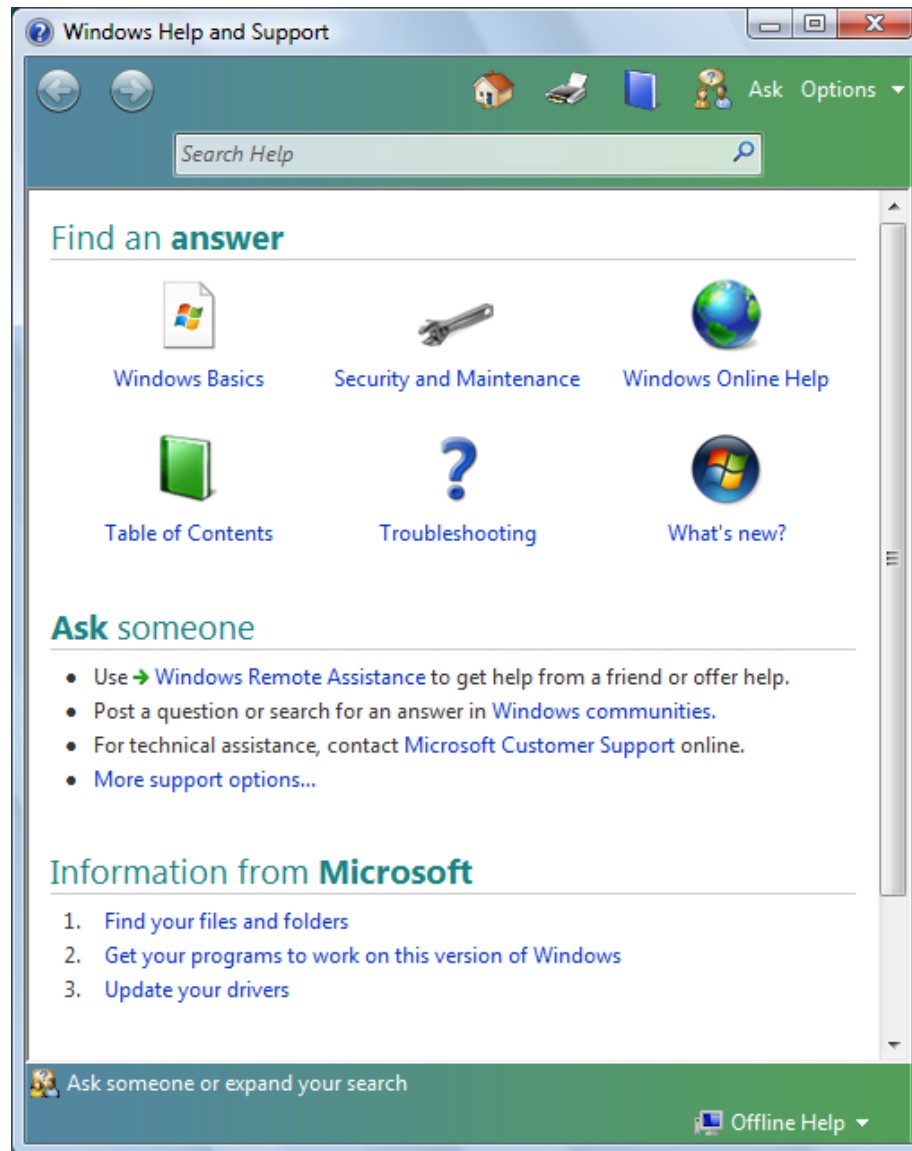 Windows Help and Support
Ask Options
Search Help
Find an answer
Windows Basics Security and Maintenance Windows Online Help
Table of Contents Troubleshooting What's new?
Ask someone
• Use Windows Remote Assistance to get help from a friend or offer help.
• Post a question or search for an answer in Windows communities.
• For technical assistance, contact Microsoft Customer Support online.
• More support options...
Information from Microsoft
1. Find your files and folders
2. Get your programs to work on this version of Windows
3. Update your drivers
Ask someone or expand your search
Offline Help